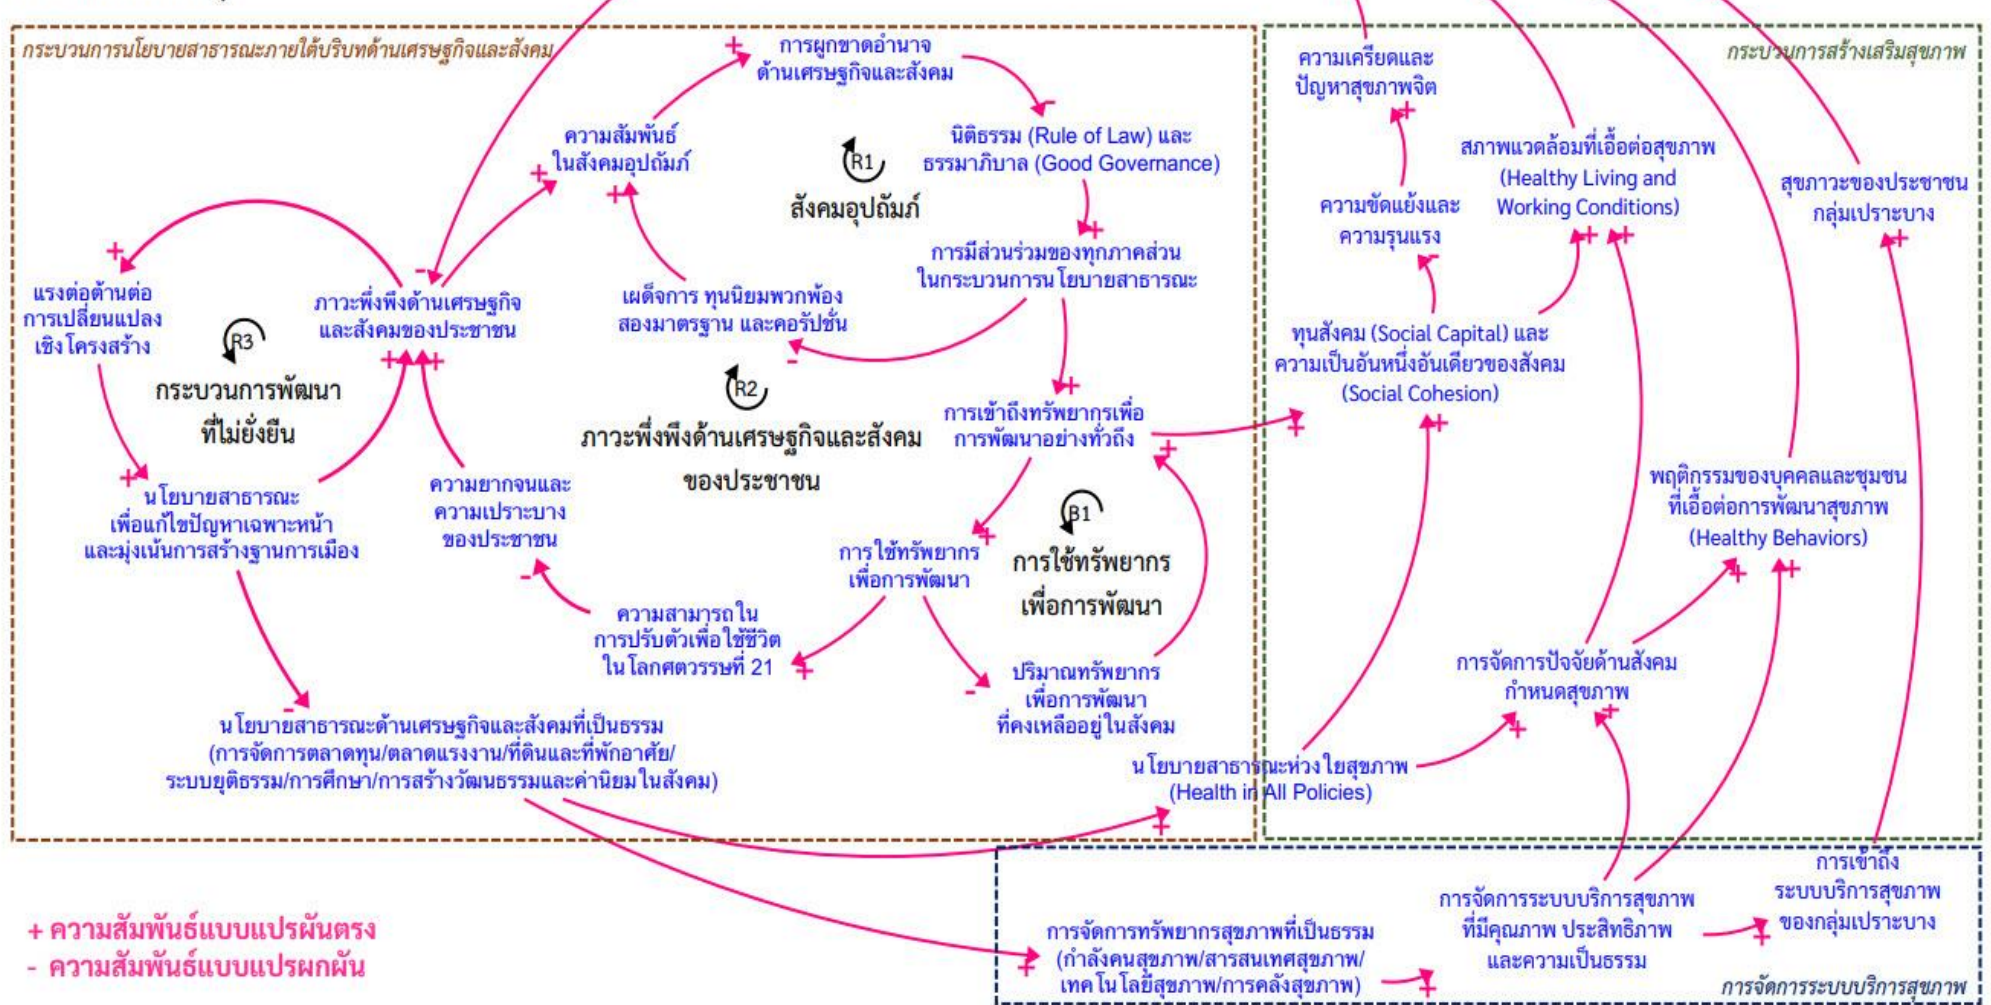 กระบวนการนโยบายสาธารณะภายใต้บริบทด้านเศรษฐกิจและสังคม
การผูกขาดอำนาจ
ด้านเศรษฐกิจและสังคม
ความสัมพันธ์
ในสังคมอุปถัมภ์
R1
สังคมอุปถัมภ์
นิติธรรม (Rule of Law) และ
ธรรมาภิบาล (Good Governance)
การมีส่วนร่วมของทุกภาคส่วน
ในกระบวนการนโยบายสาธารณะ
แรงต่อต้านต่อ
การเปลี่ยนแปลง
เชิงโครงสร้าง
R3
กระบวนการพัฒนา
ที่ไม่ยั่งยืน
ภาวะพึ่งพึงด้านเศรษฐกิจ
และสังคมของประชาชน
เผด็จการ ทุนนิยมพวกพ้อง
สองมาตรฐาน และคอรัปชั่น
R2
ภาวะพึ่งพึงด้านเศรษฐกิจและสังคม
ของประชาชน
การเข้าถึงทรัพยากรเพื่อ
การพัฒนาอย่างทั่วถึง
นโยบายสาธารณะ
เพื่อแก้ไขปัญหาเฉพาะหน้า
และมุ่งเน้นการสร้างฐานการเมือง
ความยากจนและ
ความเปราะบาง
ของประชาชน
การใช้ทรัพยากร
เพื่อการพัฒนา
B1
การใช้ทรัพยากร
เพื่อการพัฒนา
ความสามารถใน
การปรับตัวเพื่อใช้ชีวิต
ในโลกศตวรรษที่ 21
ปริมาณทรัพยากร
เพื่อการพัฒนา
ที่คงเหลืออยู่ในสังคม
นโยบายสาธารณะด้านเศรษฐกิจและสังคมที่เป็นธรรม
(การจัดการตลาดทุน/ตลาดแรงงาน/ที่ดินและที่พักอาศัย/
ระบบยุติธรรม/การศึกษา/การสร้างวัฒนธรรมและค่านิยมในสังคม)
นโยบายสาธารณะห่วงใยสุขภาพ
(Health in All Policies)
กระบวนการสร้างเสริมสุขภาพ
ความเครียดและ
ปัญหาสุขภาพจิต
สภาพแวดล้อมที่เอื้อต่อสุขภาพ
(Healthy Living and
Working Conditions)
สุขภาวะของประชาชน
กลุ่มเปราะบาง
ความขัดแย้งและ
ความรุนแรง
ทุนสังคม (Social Capital) และ
ความเป็นอันหนึ่งอันเดียวของสังคม
(Social Cohesion)
พฤติกรรมของบุคคลและชุมชน
ที่เอื้อต่อการพัฒนาสุขภาพ
(Healthy Behaviors)
การจัดการปัจจัยด้านสังคม
กำหนดสุขภาพ
การเข้าถึง
ระบบบริการสุขภาพ
ของกลุ่มเปราะบาง
การจัดการระบบบริการสุขภาพ
ที่มีคุณภาพ ประสิทธิภาพ
และความเป็นธรรม
การจัดการทรัพยากรสุขภาพที่เป็นธรรม
(กำลังคนสุขภาพ/สารสนเทศสุขภาพ/
เทคโนโลยีสุขภาพ/การคลังสุขภาพ)
การจัดการระบบบริการสุขภาพ
+ ความสัมพันธ์แบบแปรผันตรง
- ความสัมพันธ์แบบแปรผกผัน